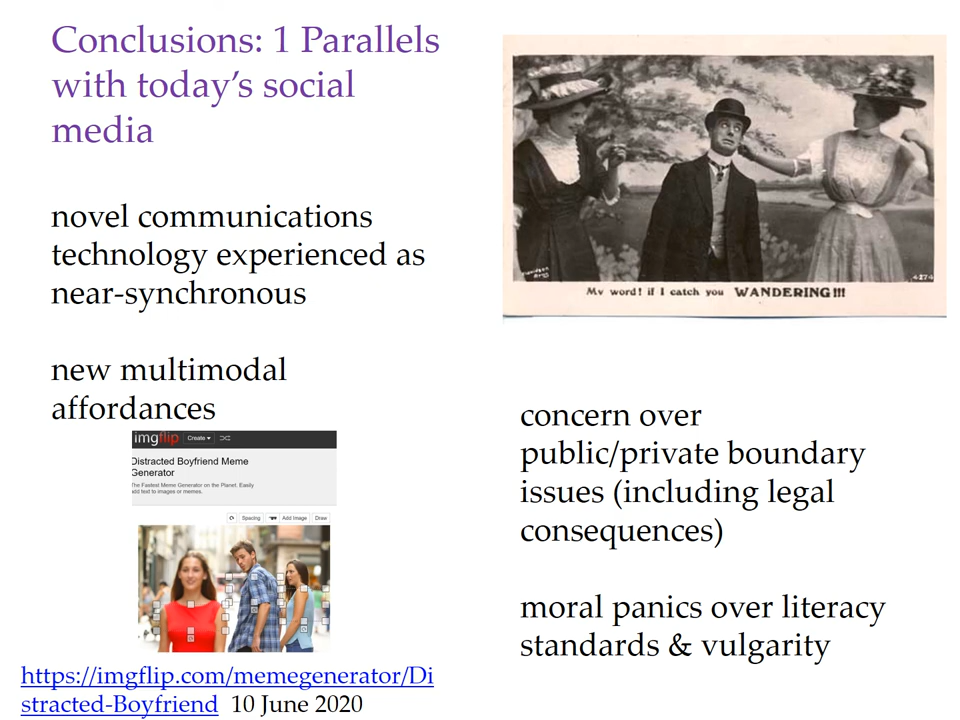 Conclusions: 1 Parallels
with today's social
media
novel communications
technology experienced as
near-synchronous
new multimodal
affordances
imgflip Create
Distracted Boyfriend Meme
Generator
The Fastest Meme Generator on the Planet. Easily
add text to images or memes.
Spacing Add Image Draw
https://imgflip.com/memegenerator/Di
stracted-Boyfriend 10 June 2020
4274
My word! if I catch you WANDERING!!!
concern over
public/private boundary
issues (including legal
consequences)
moral panics over literacy
standards & vulgarity